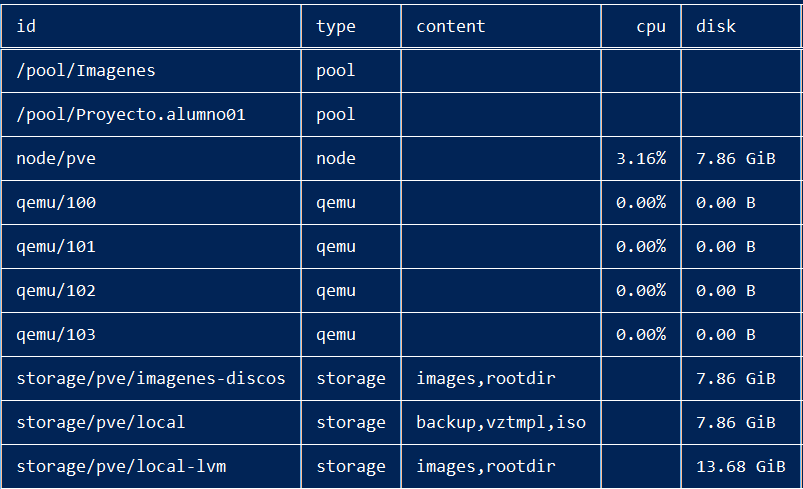 id type content cpu disk
/pool/Imagenes pool
/pool/Proyecto.alumno01 pool
node/pve node 3.16% 7.86 GiB
qemu/100 qemu 0.00% 0.00 B
qemu/101 qemu 0.00% 0.00 B
qemu/102 qemu 0.00% 0.00 B
qemu/103 qemu 0.00% 0.00 B
storage/pve/imagenes-discos storage images,rootdir 7.86 GiB
storage/pve/local storage backup,vztmpl,iso 7.86 GiB
storage/pve/local-lvm storage images,rootdir 13.68 GiB